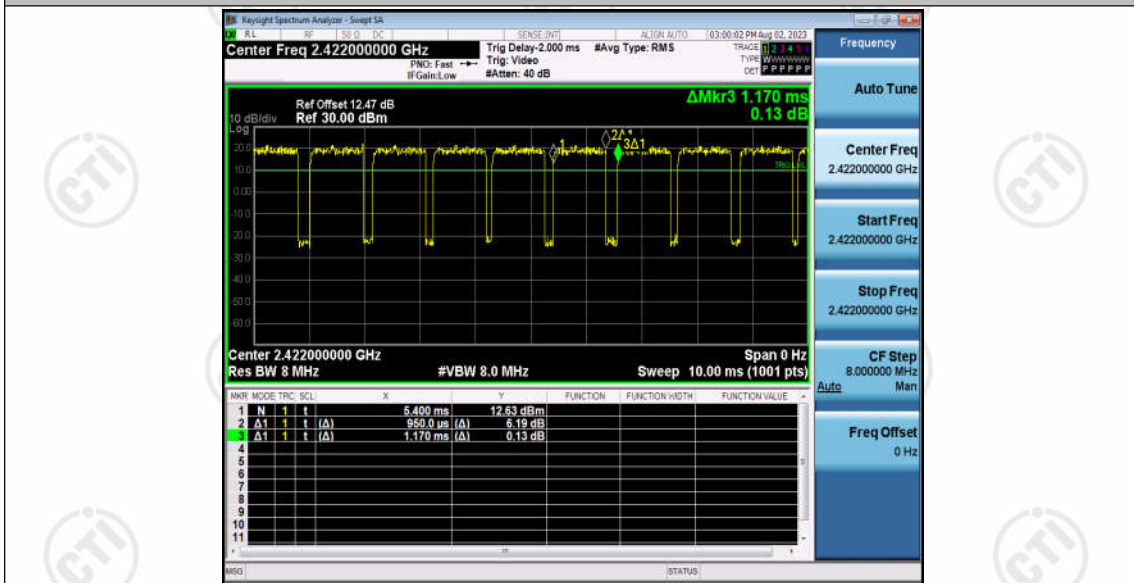 Keysight Spectrum Analyzer - Swept SA
RL RF 50 Ω DC SENSE:INT ALIGN AUTO 03:00:02 PM Aug 02, 2023
Center Freq 2.422000000 GHz
PNO: Fast
IFGain:Low
Trig Delay-2.000 ms
Trig: Video
#Atten: 40 dB
#Avg Type: RMS
TRACE 1 2 3 4 5 6
TYPE WWWWWW
DET P P P P P P
Frequency
Auto Tune
Center Freq
2.422000000 GHz
Start Freq
2.422000000 GHz
Stop Freq
2.422000000 GHz
CF Step
8.000000 MHz
Auto Man
Freq Offset
0 Hz
ΔMkr3 1.170 ms
0.13 dB
Ref Offset 12.47 dB
10 dB/div Ref 30.00 dBm
Log
20.0
10.0
0.00
-10.0
-20.0
-30.0
-40.0
-50.0
-60.0
1
2Δ1
3Δ1
TRIG LVL
Center 2.422000000 GHz Span 0 Hz
Res BW 8 MHz #VBW 8.0 MHz Sweep 10.00 ms (1001 pts)
MKR MODE TRC SCL X Y FUNCTION FUNCTION WIDTH FUNCTION VALUE
1 N 1 t 5.400 ms 12.63 dBm
2 Δ1 1 t (Δ) 950.0 µs (Δ) 6.19 dB
3 Δ1 1 t (Δ) 1.170 ms (Δ) 0.13 dB
4
5
6
7
8
9
10
11
MSG STATUS
CTI
CTI
CTI
CTI